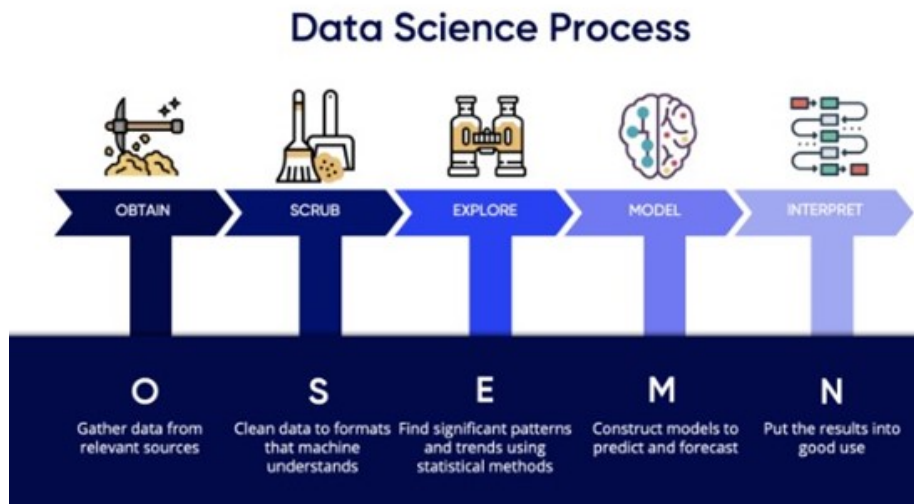 Data Science Process
OBTAIN
SCRUB
EXPLORE
MODEL
INTERPRET
O
Gather data from
relevant sources
S
Clean data to formats
that machine
understands
E
Find significant patterns
and trends using
statistical methods
M
Construct models to
predict and forecast
N
Put the results into
good use